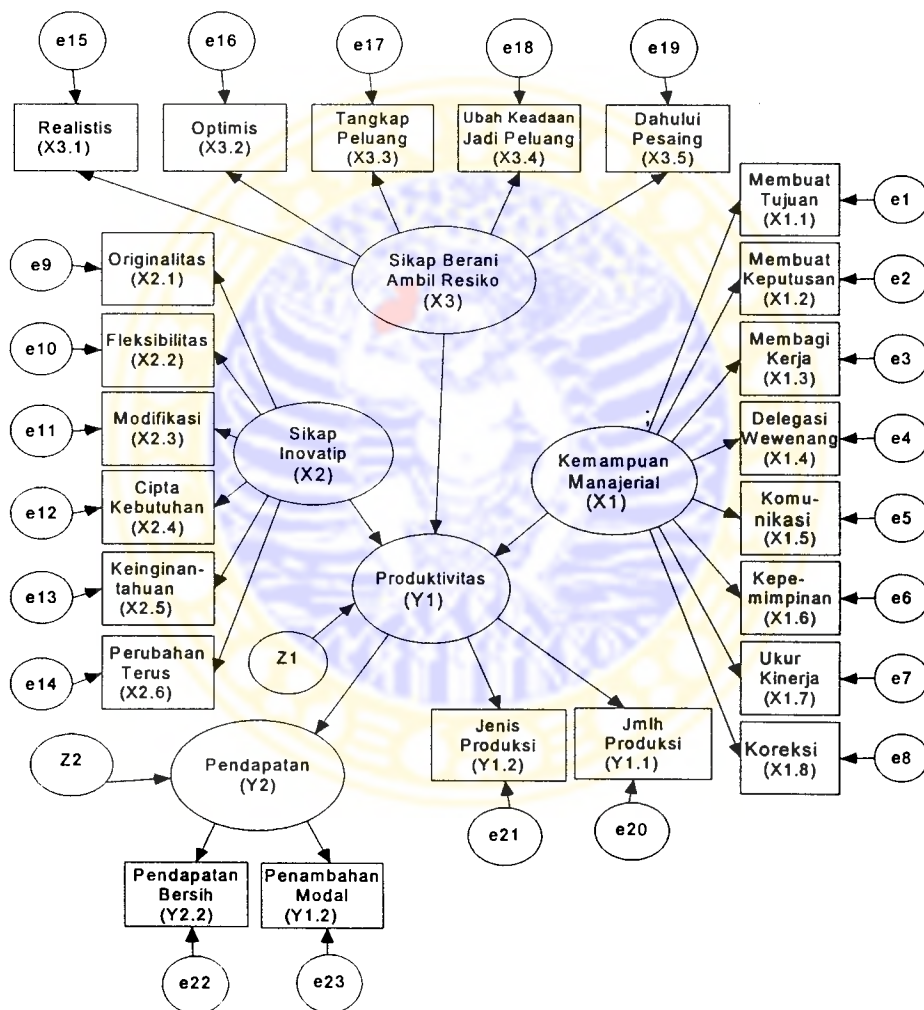 e15
e16
e17
e18
e19
Realistis
(X3.1)
Optimis
(X3.2)
Tangkap
Peluang
(X3.3)
Ubah Keadaan
Jadi Peluang
(X3.4)
Dahului
Pesaing
(X3.5)
Sikap Berani
Ambil Resiko
(X3)
e9
Originalitas
(X2.1)
e10
Fleksibilitas
(X2.2)
e11
Modifikasi
(X2.3)
e12
Cipta
Kebutuhan
(X2.4)
e13
Keinginan-
tahuan
(X2.5)
e14
Perubahan
Terus
(X2.6)
Sikap
Inovatip
(X2)
Membuat
Tujuan
(X1.1)
e1
Membuat
Keputusan
(X1.2)
e2
Membagi
Kerja
(X1.3)
e3
Delegasi
Wewenang
(X1.4)
e4
Komu-
nikasi
(X1.5)
e5
Kepe-
mimpinan
(X1.6)
e6
Ukur
Kinerja
(X1.7)
e7
Koreksi
(X1.8)
e8
Kemampuan
Manajerial
(X1)
Produktivitas
(Y1)
Z1
Z2
Pendapatan
(Y2)
Jenis
Produksi
(Y1.2)
Jmlh
Produksi
(Y1.1)
e21
e20
Pendapatan
Bersih
(Y2.2)
Penambahan
Modal
(Y1.2)
e22
e23